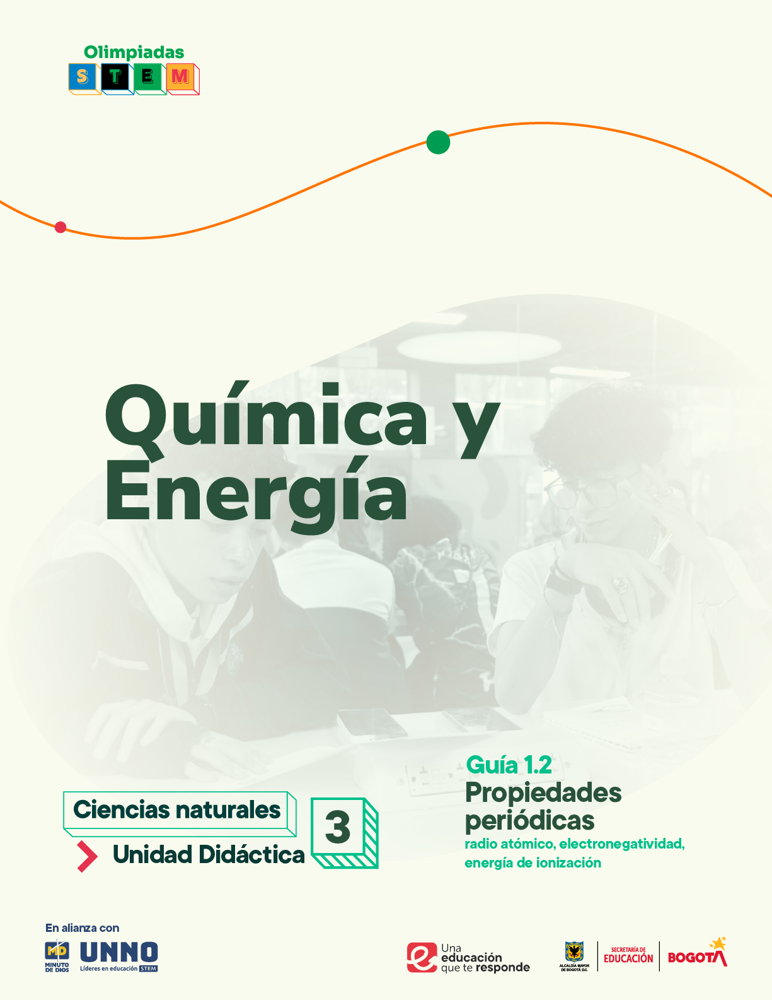 Olimpiadas
STEM
Química y
Energía
Guía 1.2
Propiedades
periódicas
radio atómico, electronegatividad,
energía de ionización
Ciencias naturales
3
Unidad Didáctica
En alianza con
MD
MINUTO
DE DIOS
UNNO
Líderes en educación STEM
e
Una
educación
que te responde
ALCALDÍA MAYOR
DE BOGOTÁ D.C.
SECRETARÍA DE
EDUCACIÓN
BOGOTÁ